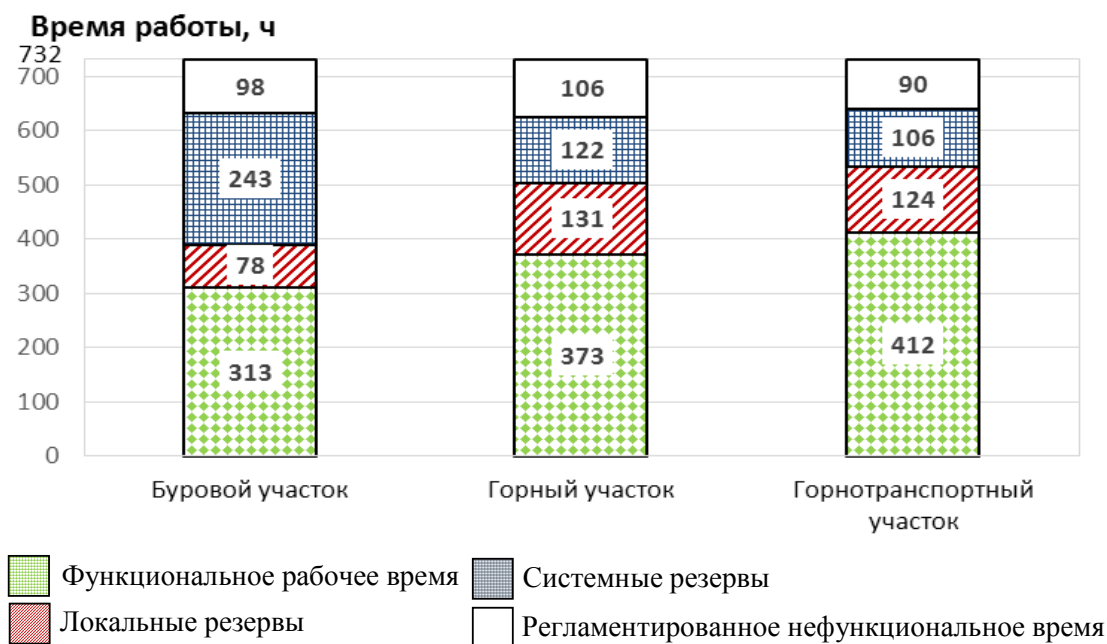 Время работы, ч
732
700
600
500
400
300
200
100
0
98
243
78
313
106
122
131
373
90
106
124
412
Буровой участок
Горный участок
Горнотранспортный
участок
Функциональное рабочее время
Системные резервы
Локальные резервы
Регламентированное нефункциональное время